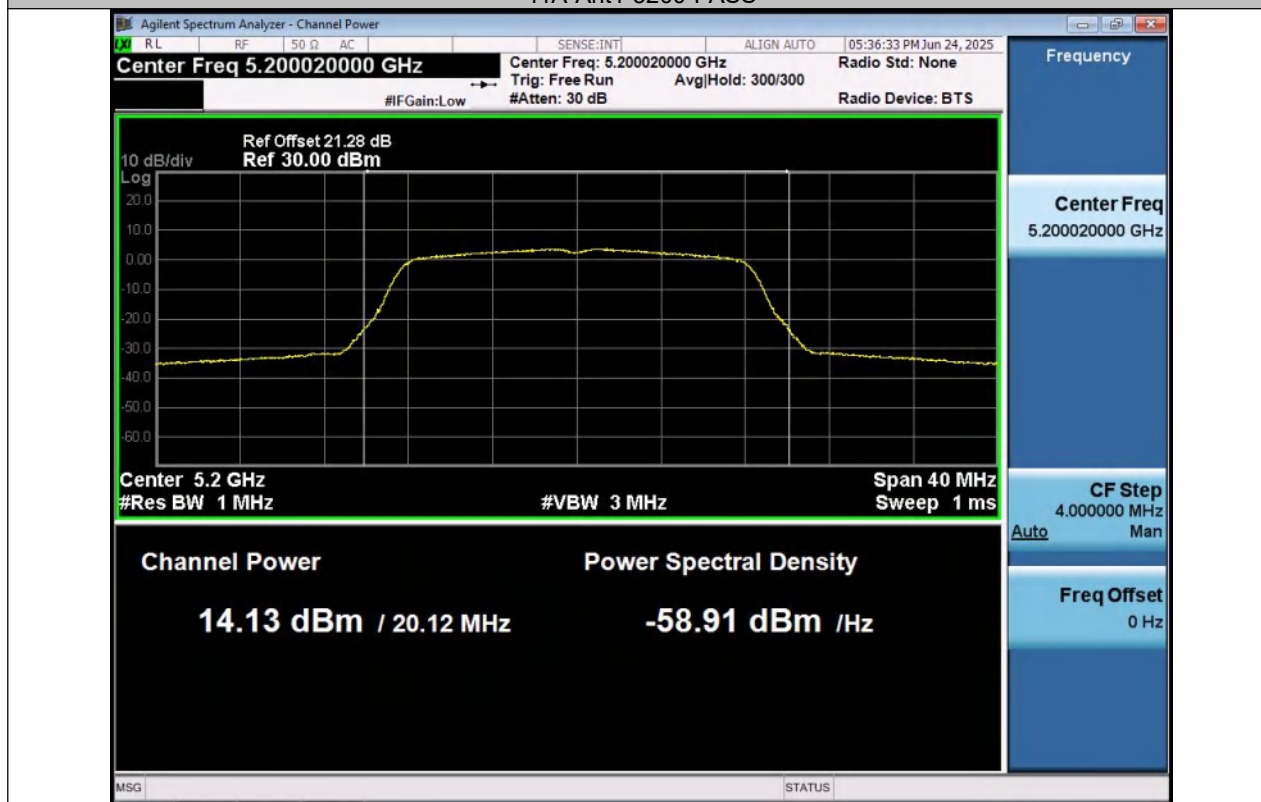 11A-Ant1-5200-PASS
Agilent Spectrum Analyzer - Channel Power
LXI RL RF 50 Ω AC SENSE:INT ALIGN AUTO 05:36:33 PM Jun 24, 2025
Center Freq 5.200020000 GHz
Center Freq: 5.200020000 GHz
Radio Std: None
Trig: Free Run Avg|Hold: 300/300
#IFGain:Low #Atten: 30 dB
Radio Device: BTS
Ref Offset 21.28 dB
10 dB/div Ref 30.00 dBm
Log
20.0
10.0
0.00
-10.0
-20.0
-30.0
-40.0
-50.0
-60.0
Center 5.2 GHz Span 40 MHz
#Res BW 1 MHz #VBW 3 MHz Sweep 1 ms
Channel Power Power Spectral Density
14.13 dBm / 20.12 MHz -58.91 dBm /Hz
MSG STATUS
Frequency
Center Freq
5.200020000 GHz
CF Step
4.000000 MHz
Auto Man
Freq Offset
0 Hz